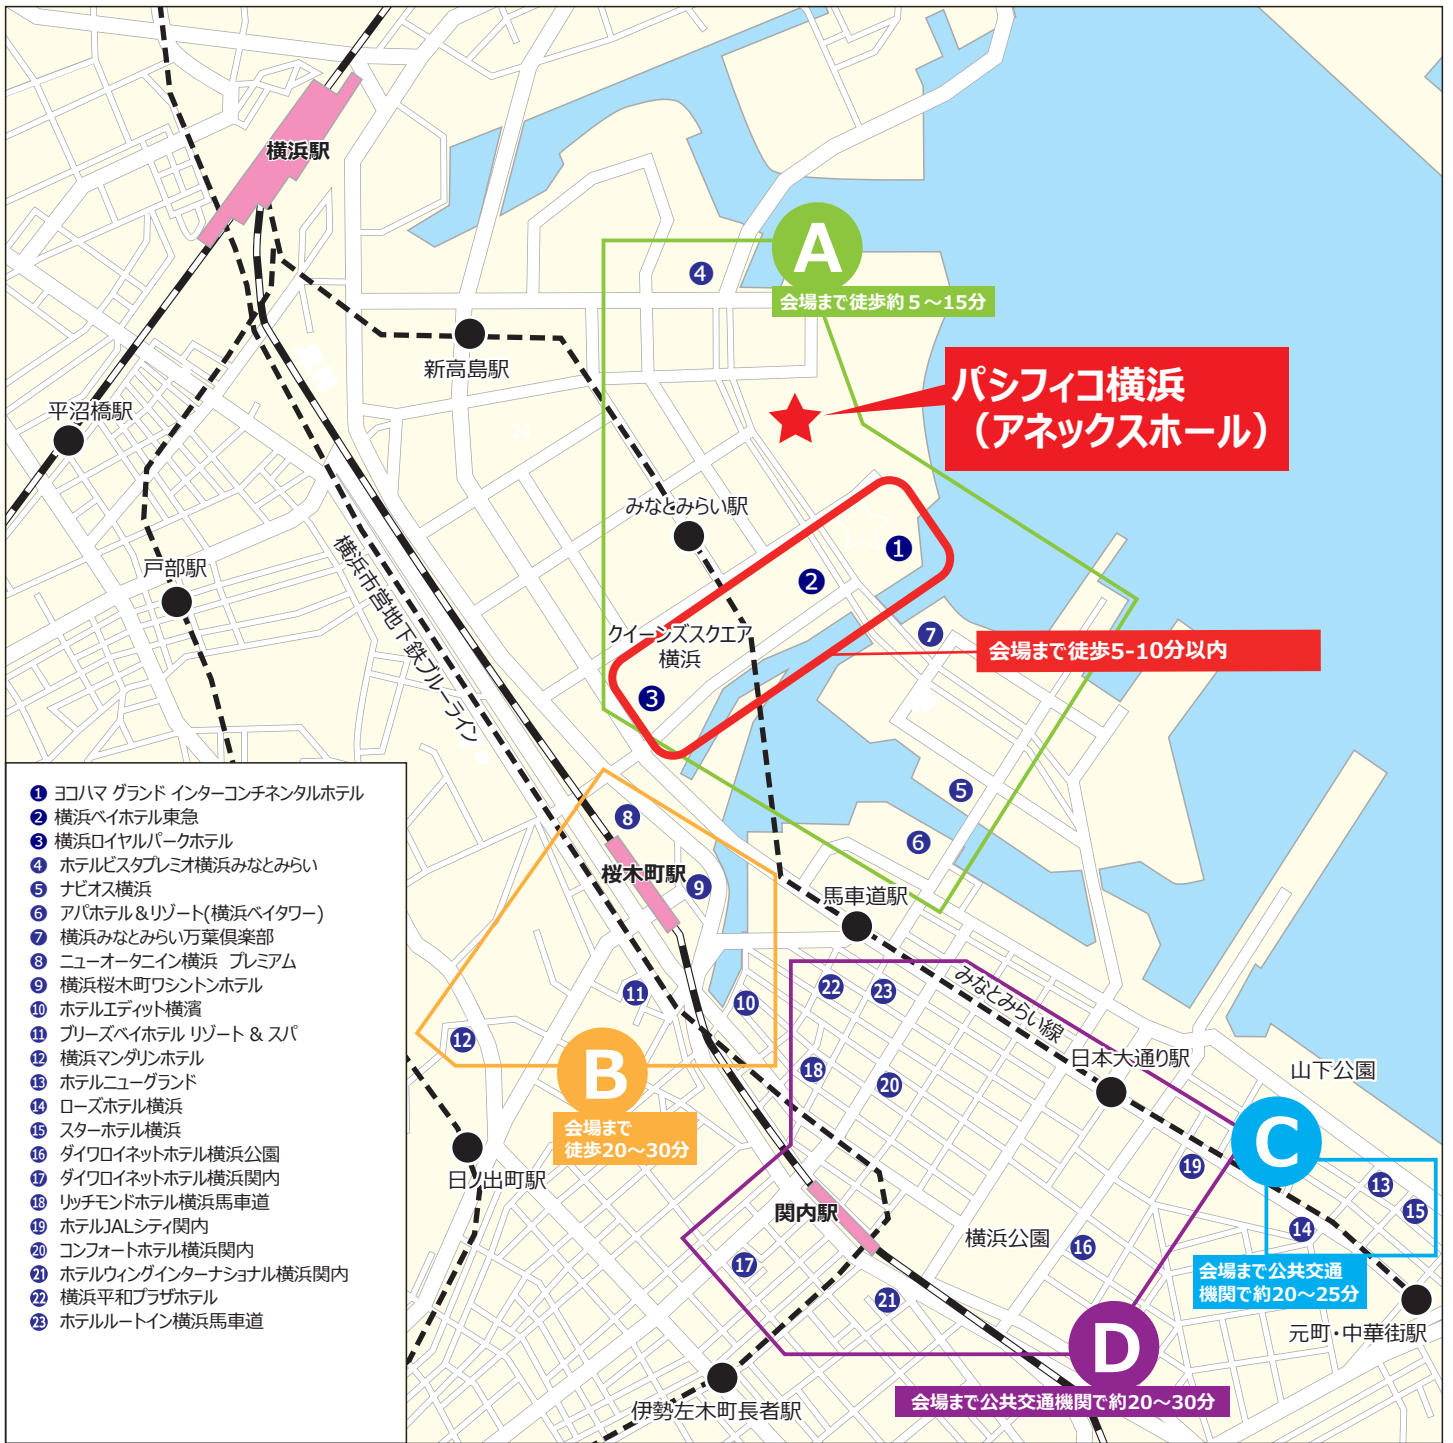 横浜駅
A
4
会場まで徒歩約5～15分
新高島駅
パシフィコ横浜
（アネックスホール）
平沼橋駅
みなとみらい駅
1
2
戸部駅
横浜市営地下鉄ブルーライン
クイーンズスクエア
横浜
7
会場まで徒歩5-10分以内
3
5
8
6
桜木町駅
9
馬車道駅
11
10
22
23
みなとみらい線
12
B
18
20
日本大通り駅
山下公園
会場まで
徒歩20～30分
C
日ノ出町駅
19
13
15
関内駅
14
横浜公園
16
17
21
会場まで公共交通
機関で約20～25分
元町・中華街駅
D
会場まで公共交通機関で約20～30分
伊勢左木町長者駅
1 ヨコハマ グランド インターコンチネンタルホテル
2 横浜ベイホテル東急
3 横浜ロイヤルパークホテル
4 ホテルビスタプレミオ横浜みなとみらい
5 ナビオス横浜
6 アパホテル＆リゾート(横浜ベイタワー)
7 横浜みなとみらい万葉倶楽部
8 ニューオータニイン横浜　プレミアム
9 横浜桜木町ワシントンホテル
10 ホテルエディット横濱
11 ブリーズベイホテル リゾート & スパ
12 横浜マンダリンホテル
13 ホテルニューグランド
14 ローズホテル横浜
15 スターホテル横浜
16 ダイワロイネットホテル横浜公園
17 ダイワロイネットホテル横浜関内
18 リッチモンドホテル横浜馬車道
19 ホテルJALシティ関内
20 コンフォートホテル横浜関内
21 ホテルウィングインターナショナル横浜関内
22 横浜平和プラザホテル
23 ホテルルートイン横浜馬車道